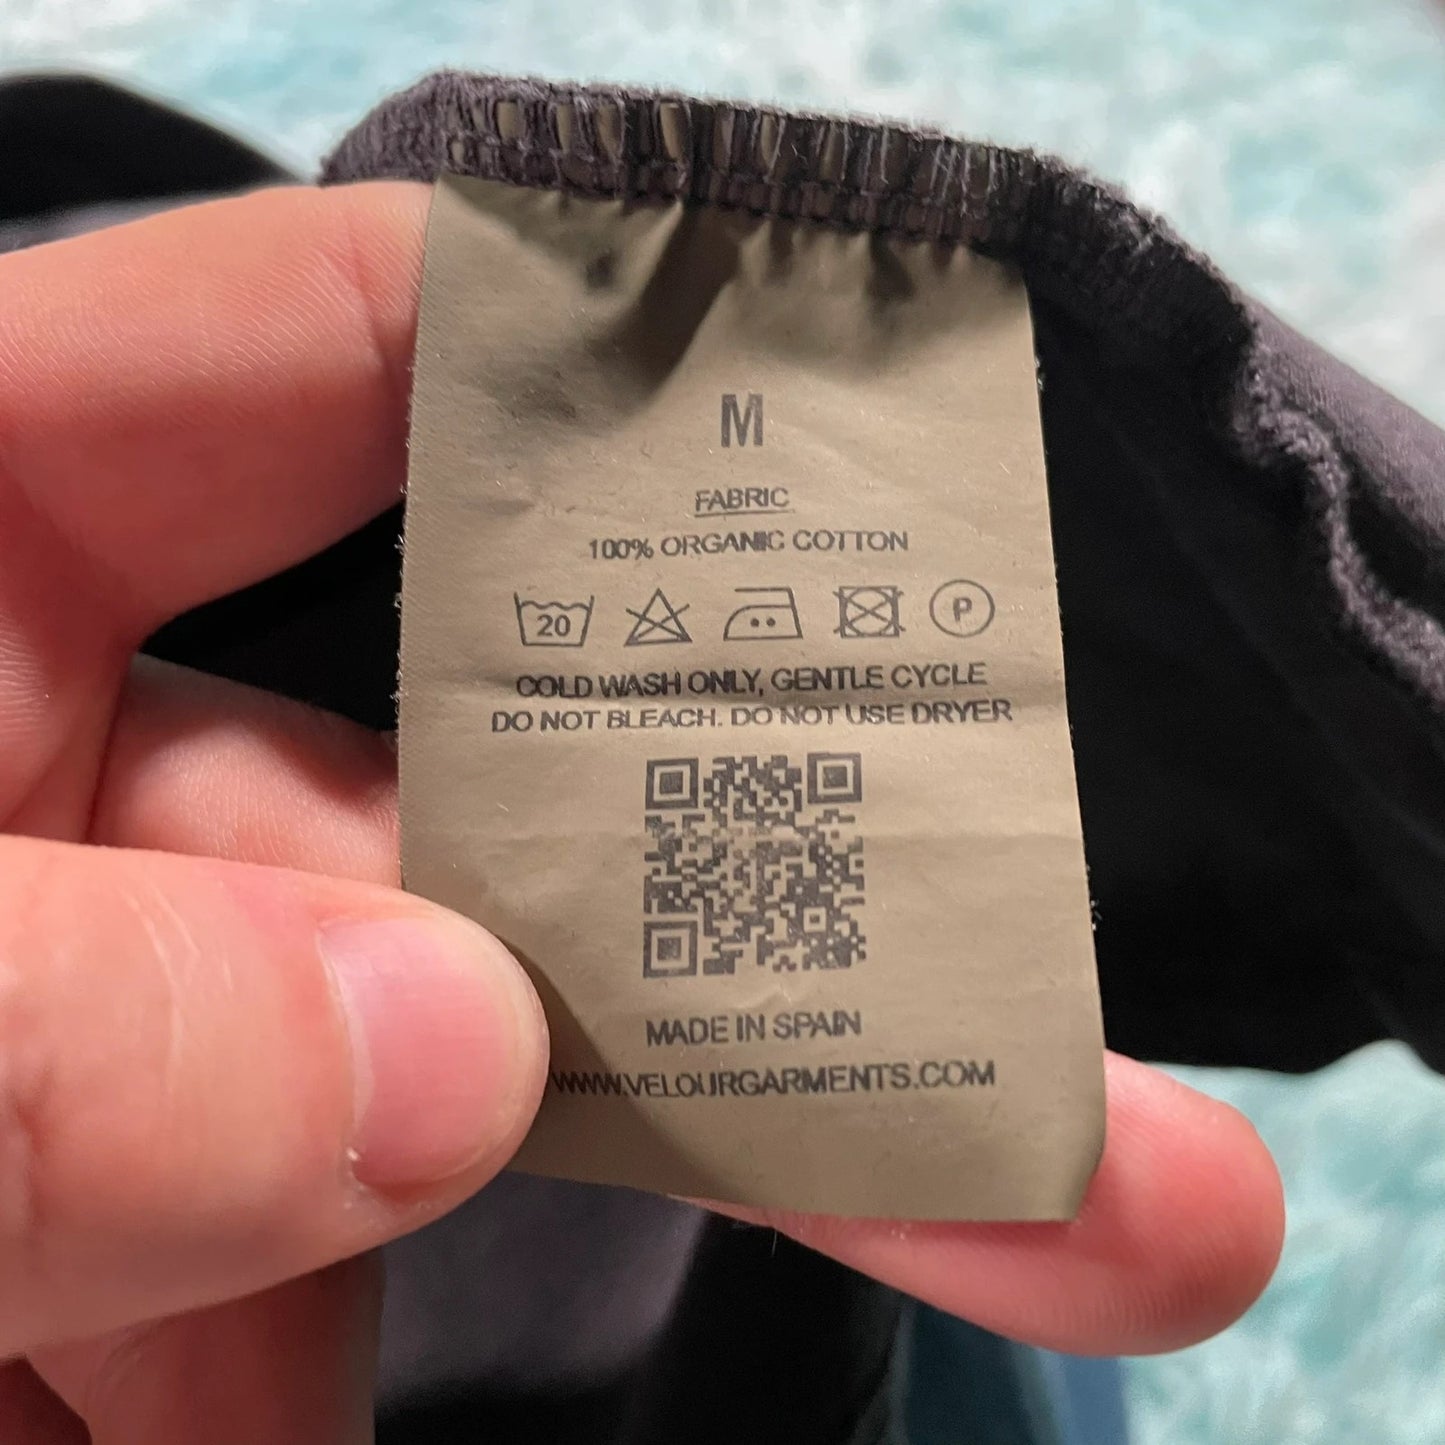 M
FABRIC
100% ORGANIC COTTON
20 P
COLD WASH ONLY, GENTLE CYCLE
DO NOT BLEACH. DO NOT USE DRYER
MADE IN SPAIN
WWW.VELOURGARMENTS.COM